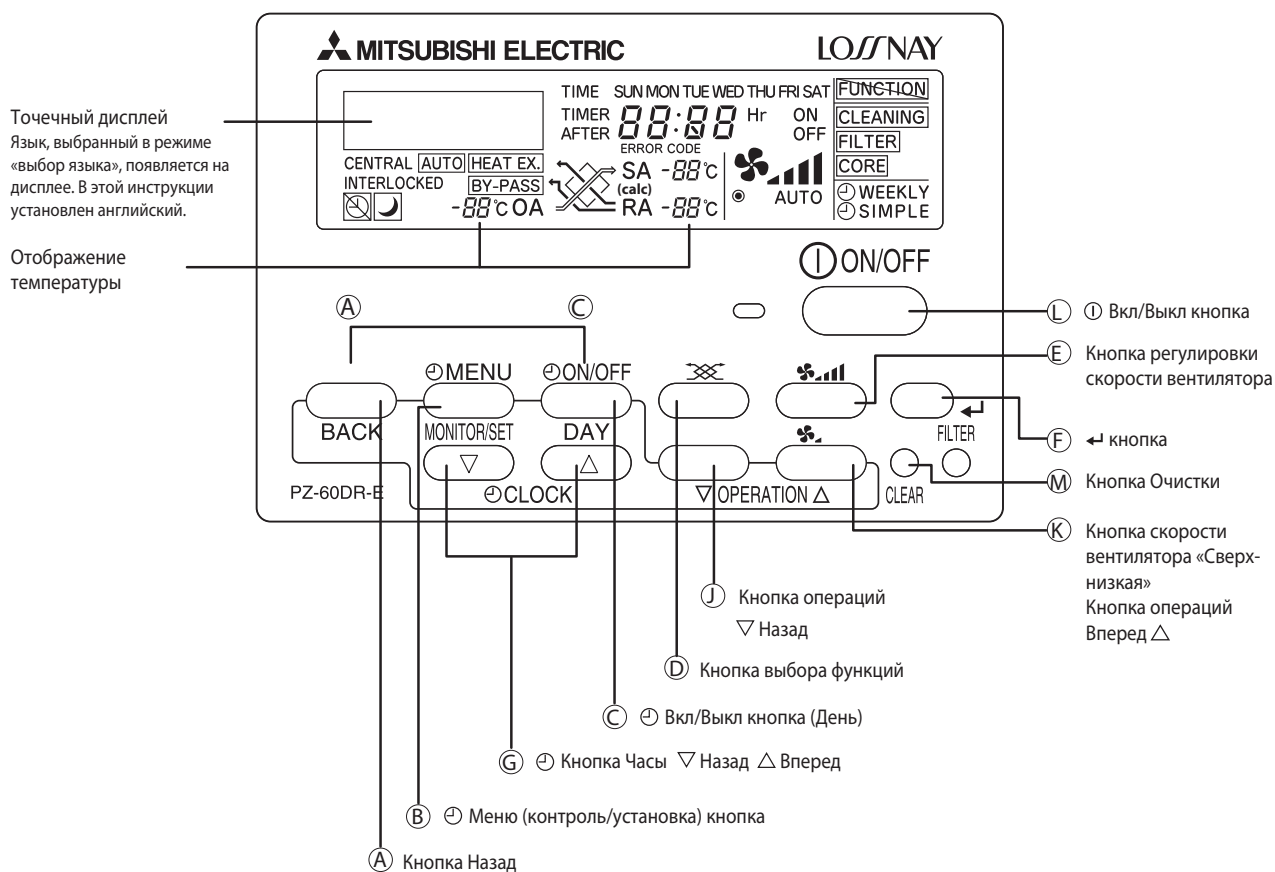 MITSUBISHI ELECTRIC
LOSSNAY
Точечный дисплей
Язык, выбранный в режиме
«выбор языка», появляется на
дисплее. В этой инструкции
установлен английский.
Отображение
температуры
TIME SUN MON TUE WED THU FRI SAT
TIMER 88:88 Hr ON
AFTER OFF
ERROR CODE
FUNCTION
CLEANING
FILTER
CORE
WEEKLY
SIMPLE
CENTRAL AUTO HEAT EX.
INTERLOCKED BY-PASS
-88°C OA
SA -88°C
(calc)
RA -88°C
AUTO
ON/OFF
A
C
MENU
ON/OFF
BACK
MONITOR/SET
DAY
FILTER
▽
△
PZ-60DR-E
CLOCK
▽ OPERATION △
CLEAR
L Вкл/Выкл кнопка
E Кнопка регулировки
скорости вентилятора
F ↵ кнопка
M Кнопка Очистки
K Кнопка скорости
вентилятора «Сверх-
низкая»
Кнопка операций
Вперед △
J Кнопка операций
▽ Назад
D Кнопка выбора функций
C Вкл/Выкл кнопка (День)
G Кнопка Часы ▽ Назад △ Вперед
B Меню (контроль/установка) кнопка
A Кнопка Назад